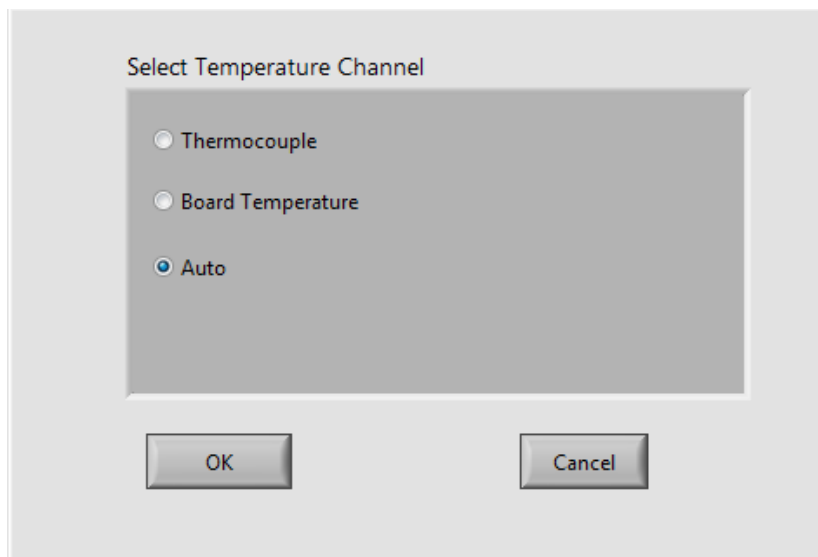 Select Temperature Channel
Thermocouple
Board Temperature
Auto
OK
Cancel